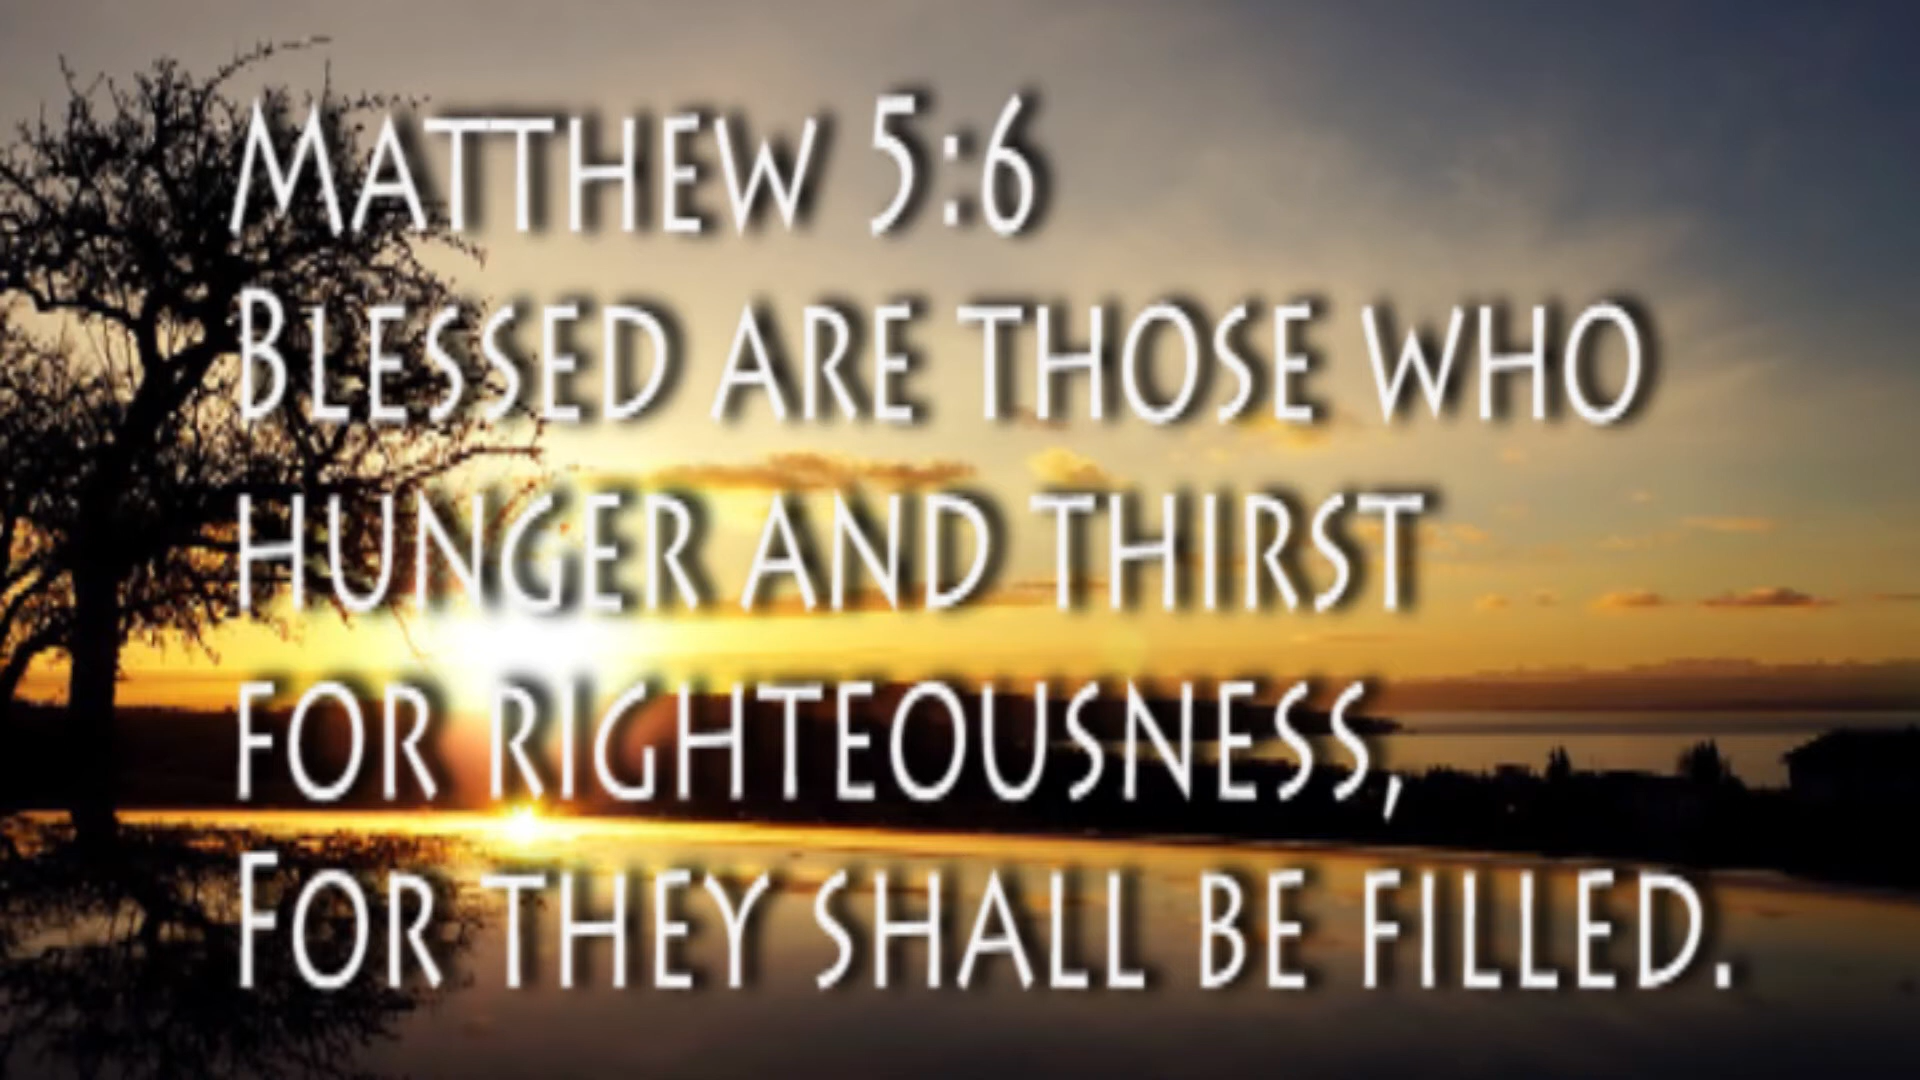 Matthew 5:6
Blessed are those who
hunger and thirst
for righteousness,
For they shall be filled.